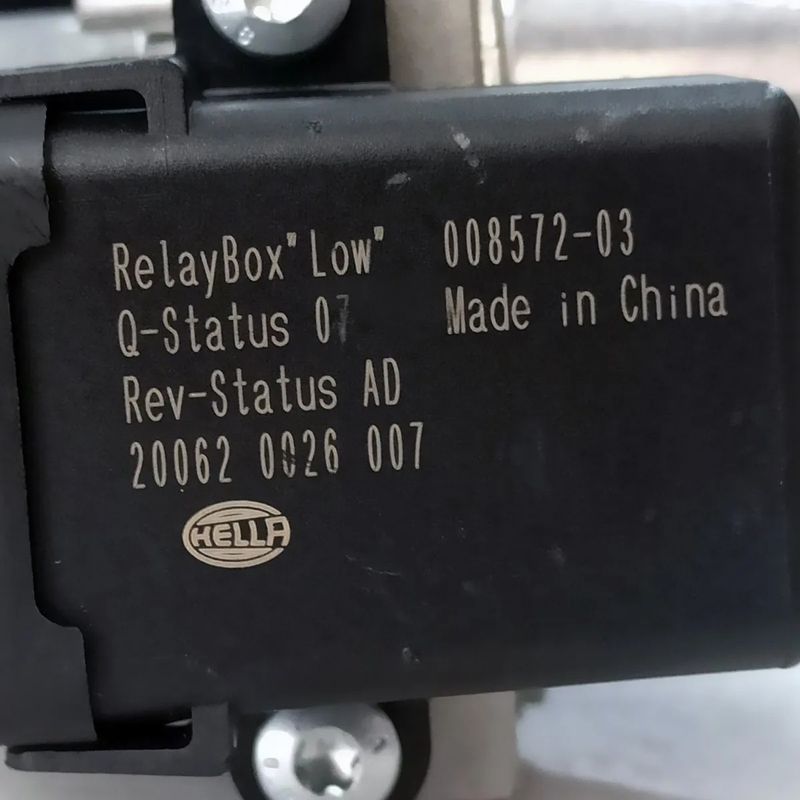 RelayBox"Low" 008572-03
Q-Status 07 Made in China
Rev-Status AD
20062 0026 007
HELLA